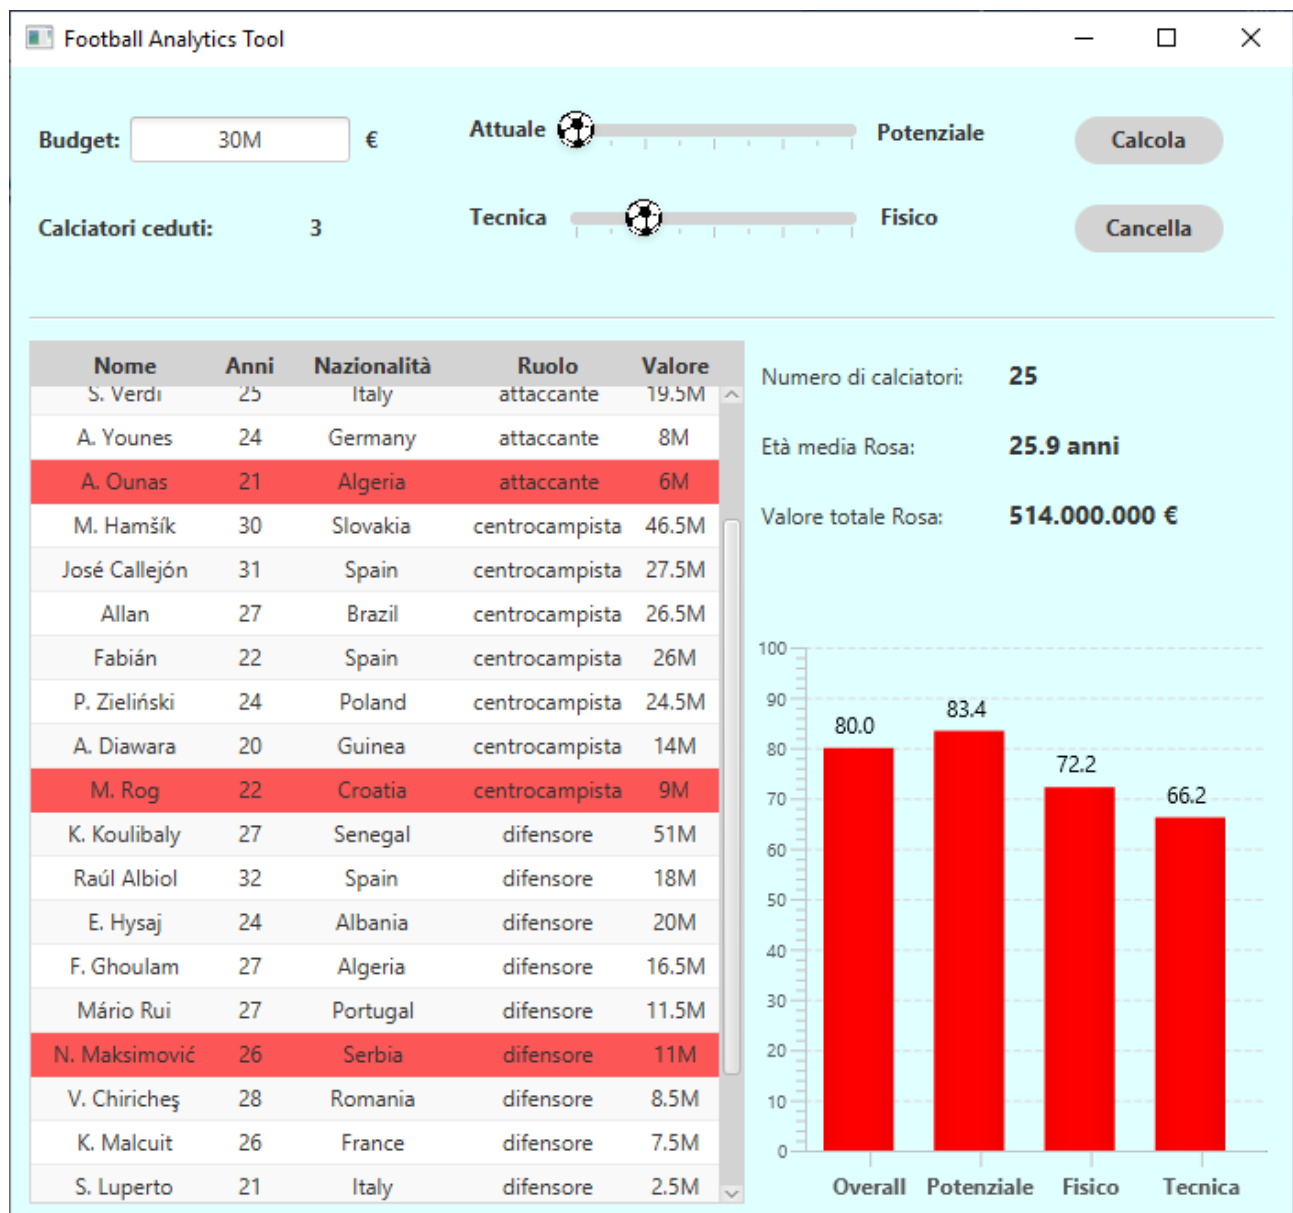 Football Analytics Tool
Budget: 30M €
Attuale Potenziale
Calcola
Calciatori ceduti: 3
Tecnica Fisico
Cancella
Nome Anni Nazionalità Ruolo Valore
S. Verdi 25 Italy attaccante 19.5M
A. Younes 24 Germany attaccante 8M
A. Ounas 21 Algeria attaccante 6M
M. Hamšík 30 Slovakia centrocampista 46.5M
José Callejón 31 Spain centrocampista 27.5M
Allan 27 Brazil centrocampista 26.5M
Fabián 22 Spain centrocampista 26M
P. Zieliński 24 Poland centrocampista 24.5M
A. Diawara 20 Guinea centrocampista 14M
M. Rog 22 Croatia centrocampista 9M
K. Koulibaly 27 Senegal difensore 51M
Raúl Albiol 32 Spain difensore 18M
E. Hysaj 24 Albania difensore 20M
F. Ghoulam 27 Algeria difensore 16.5M
Mário Rui 27 Portugal difensore 11.5M
N. Maksimović 26 Serbia difensore 11M
V. Chiricheş 28 Romania difensore 8.5M
K. Malcuit 26 France difensore 7.5M
S. Luperto 21 Italy difensore 2.5M
Numero di calciatori: 25
Età media Rosa: 25.9 anni
Valore totale Rosa: 514.000.000 €
100
90
80
70
60
50
40
30
20
10
0
80.0
83.4
72.2
66.2
Overall Potenziale Fisico Tecnica